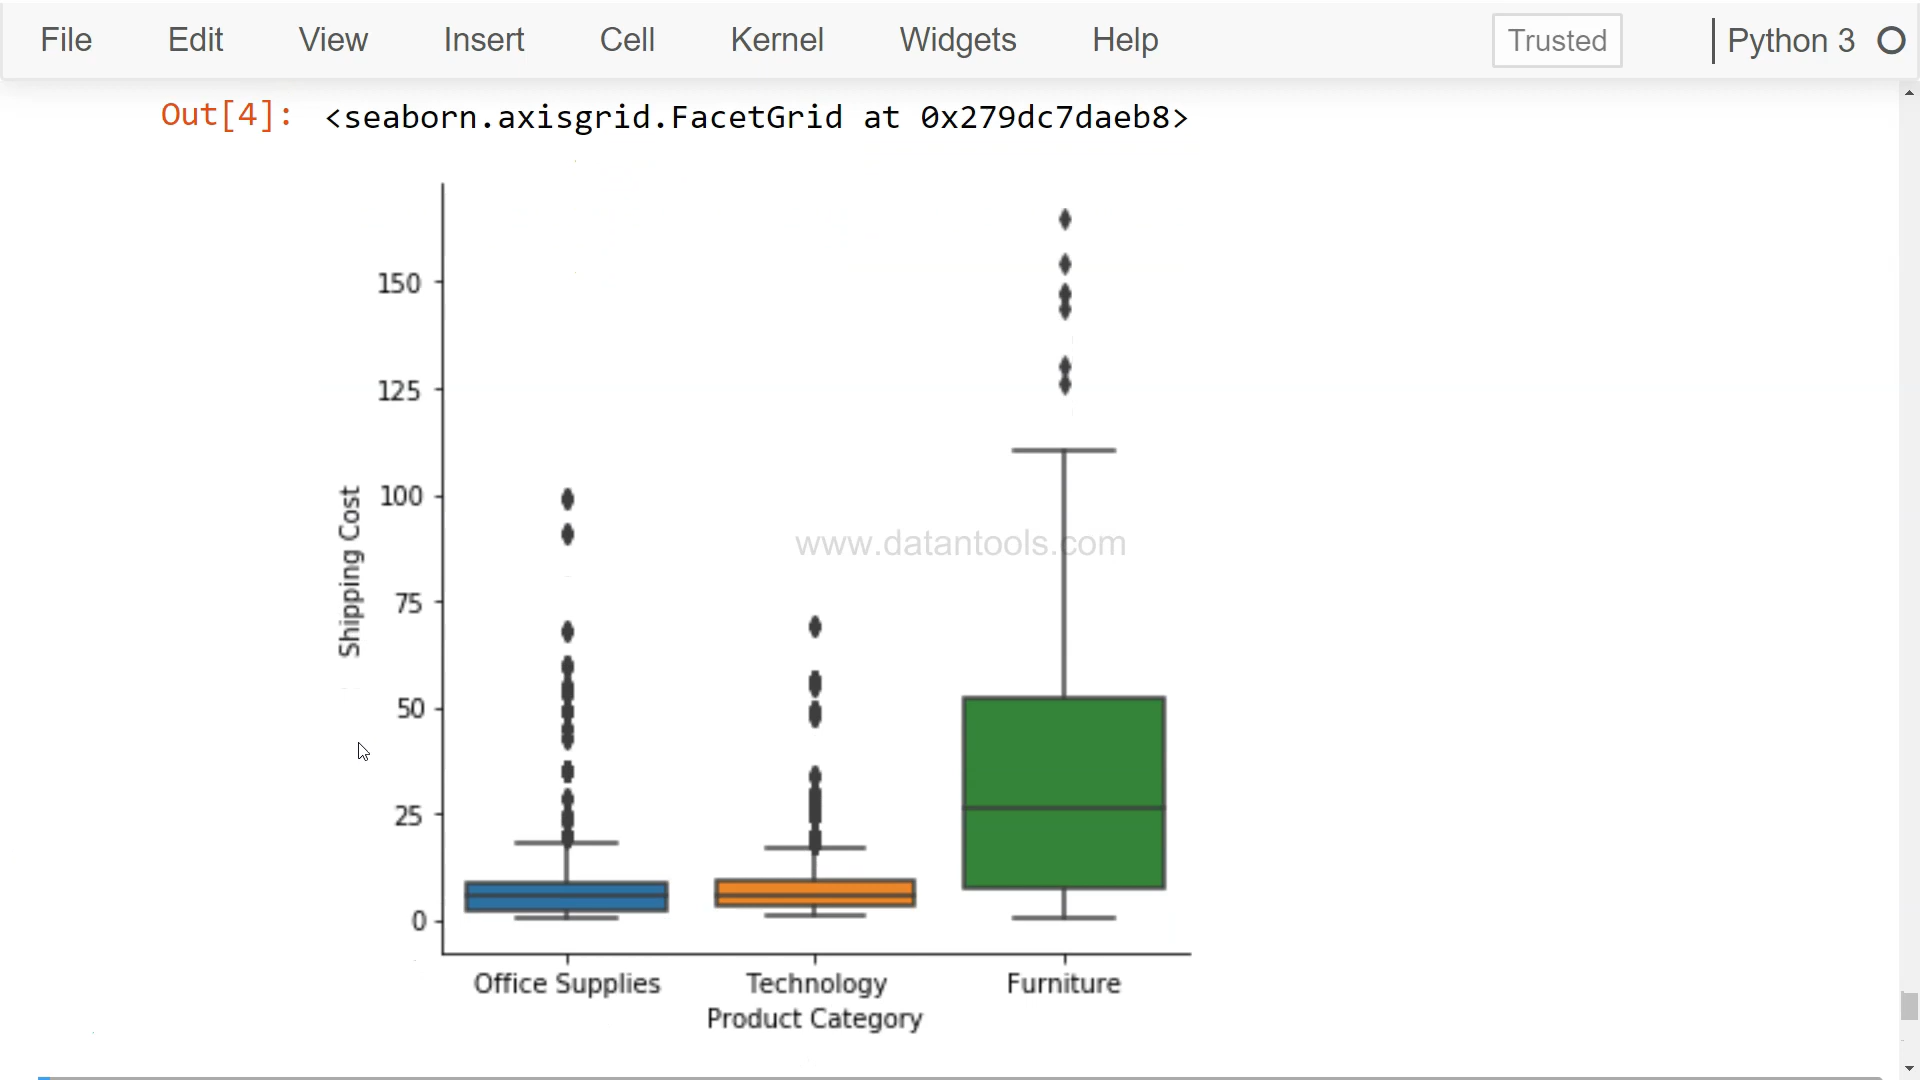 File Edit View Insert Cell Kernel Widgets Help Trusted Python 3
Out[4]: <seaborn.axisgrid.FacetGrid at 0x279dc7daeb8>
150
125
100
75
50
25
0
Shipping Cost
www.datantools.com
Office Supplies Technology Furniture
Product Category